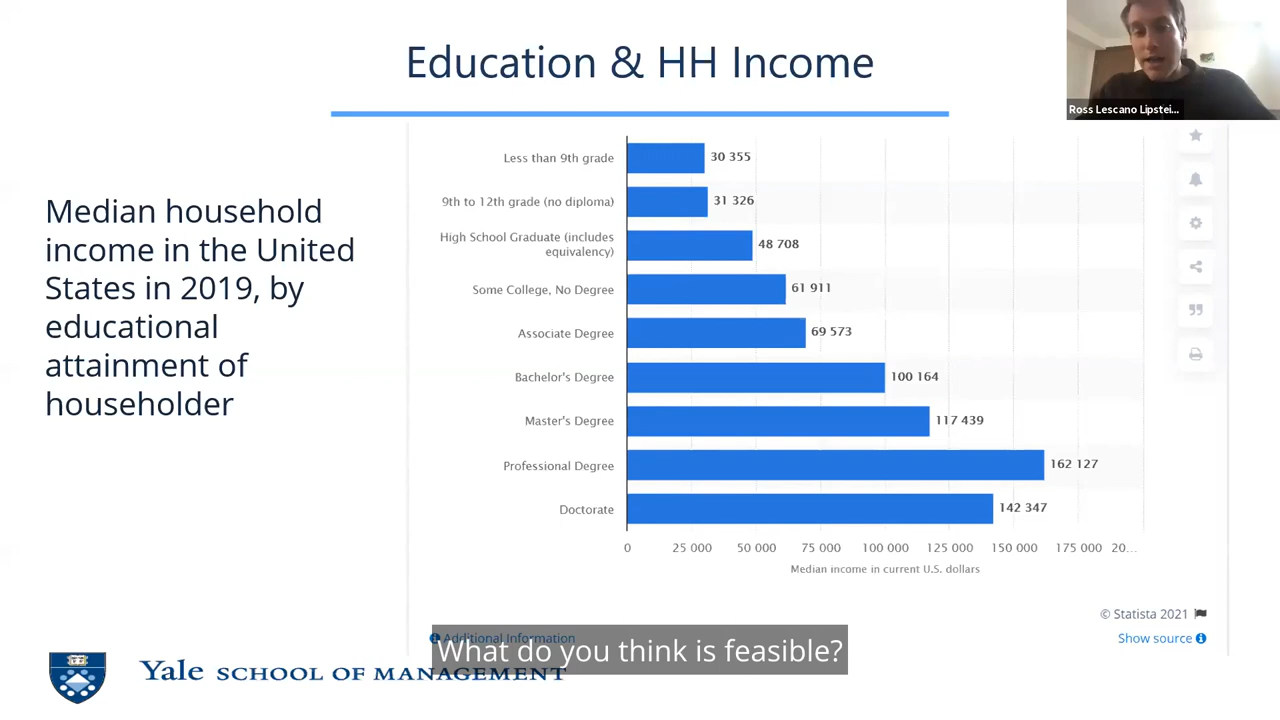 Education & HH Income
Ross Lescano Lipstei...
Median household
income in the United
States in 2019, by
educational
attainment of
householder
Less than 9th grade
30 355
9th to 12th grade (no diploma)
31 326
High School Graduate (includes
equivalency)
48 708
Some College, No Degree
61 911
Associate Degree
69 573
Bachelor's Degree
100 164
Master's Degree
117 439
Professional Degree
162 127
Doctorate
142 347
0 25 000 50 000 75 000 100 000 125 000 150 000 175 000 20...
Median income in current U.S. dollars
© Statista 2021
Additional Information
Show source
What do you think is feasible?
Yale SCHOOL OF MANAGEMENT